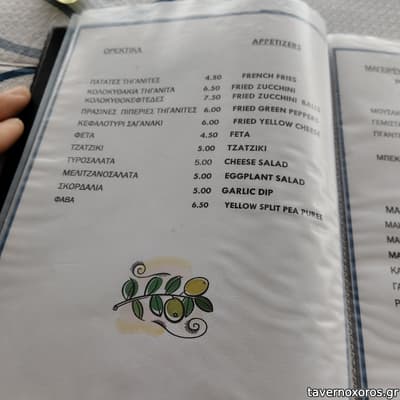 ΟΡΕΚΤΙΚΑ APPETIZERS
ΠΑΤΑΤΕΣ ΤΗΓΑΝΙΤΕΣ 4.50 FRENCH FRIES
ΚΟΛΟΚΥΘΑΚΙΑ ΤΗΓΑΝΙΤΑ 6.50 FRIED ZUCCHINI
ΚΟΛΟΚΥΘΟΚΕΦΤΕΔΕΣ 7.50 FRIED ZUCCHINI BALLS
ΠΡΑΣΙΝΕΣ ΠΙΠΕΡΙΕΣ ΤΗΓΑΝΙΤΕΣ 6.00 FRIED GREEN PEPPERS
ΚΕΦΑΛΟΤΥΡΙ ΣΑΓΑΝΑΚΙ 6.00 FRIED YELLOW CHEESE
ΦΕΤΑ 4.50 FETA
ΤΖΑΤΖΙΚΙ 5.00 TZATZIKI
ΤΥΡΟΣΑΛΑΤΑ 5.00 CHEESE SALAD
ΜΕΛΙΤΖΑΝΟΣΑΛΑΤΑ 5.00 EGGPLANT SALAD
ΣΚΟΡΔΑΛΙΑ 5.00 GARLIC DIP
ΦΑΒΑ 6.50 YELLOW SPLIT PEA PUREE
tavernoxoros.gr